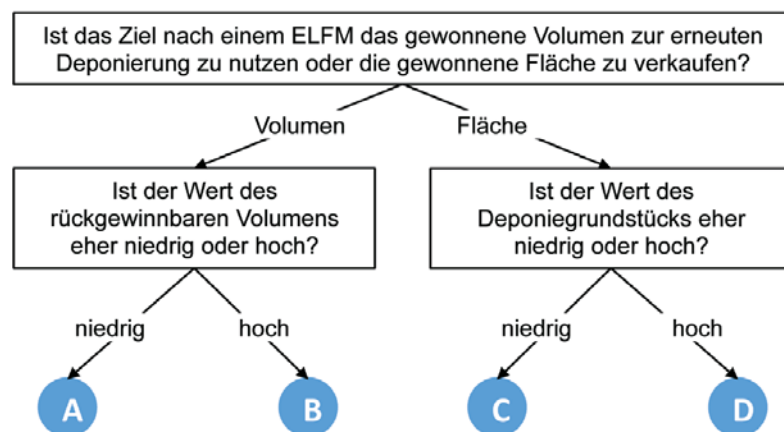 Ist das Ziel nach einem ELFM das gewonnene Volumen zur erneuten
Deponierung zu nutzen oder die gewonnene Fläche zu verkaufen?
Volumen
Fläche
Ist der Wert des
rückgewinnbaren Volumens
eher niedrig oder hoch?
Ist der Wert des
Deponiegrundstücks eher
niedrig oder hoch?
niedrig
hoch
niedrig
hoch
A
B
C
D